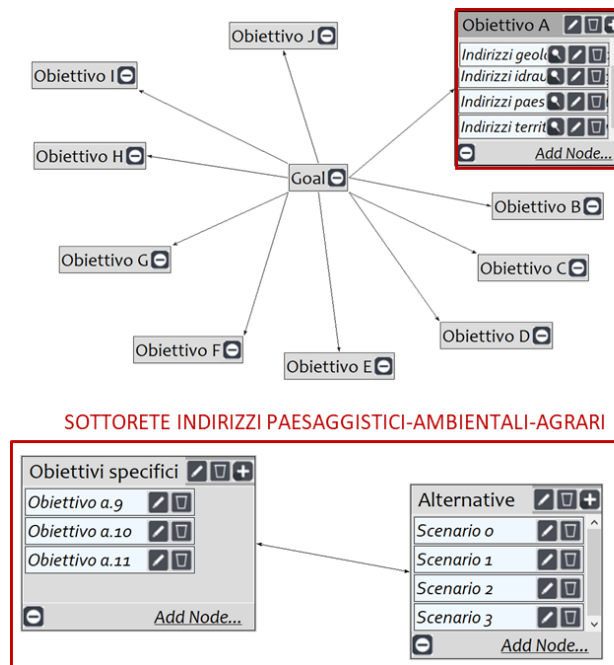 Obiettivo J
Obiettivo A
Indirizzi geol
Indirizzi idrau
Indirizzi paes
Indirizzi territ
Add Node...
Obiettivo I
Obiettivo H
Goal
Obiettivo B
Obiettivo G
Obiettivo C
Obiettivo F
Obiettivo D
Obiettivo E
SOTTORETE INDIRIZZI PAESAGGISTICI-AMBIENTALI-AGRARI
Obiettivi specifici
Obiettivo a.9
Obiettivo a.10
Obiettivo a.11
Add Node...
Alternative
Scenario 0
Scenario 1
Scenario 2
Scenario 3
Add Node...